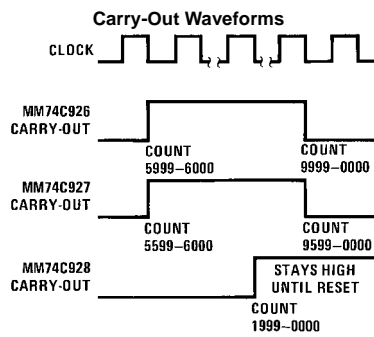 Carry-Out Waveforms
CLOCK
MM74C926
CARRY-OUT
COUNT
5999–6000
COUNT
9999–0000
MM74C927
CARRY-OUT
COUNT
5599–6000
COUNT
9599–0000
MM74C928
CARRY-OUT
STAYS HIGH
UNTIL RESET
COUNT
1999–0000